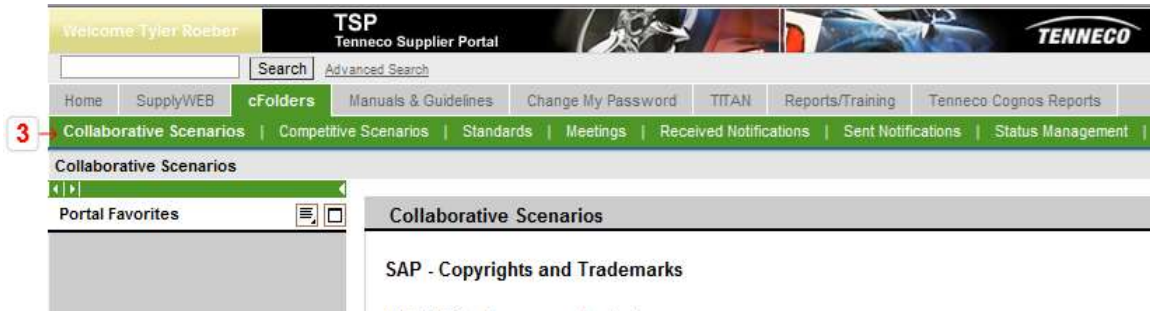 Welcome Tyler Roeber
TSP
Tenneco Supplier Portal
TENNECO
Search Advanced Search
Home SupplyWEB cFolders Manuals & Guidelines Change My Password TITAN Reports/Training Tenneco Cognos Reports
3 Collaborative Scenarios | Competitive Scenarios | Standards | Meetings | Received Notifications | Sent Notifications | Status Management |
Collaborative Scenarios
Portal Favorites
Collaborative Scenarios
SAP - Copyrights and Trademarks